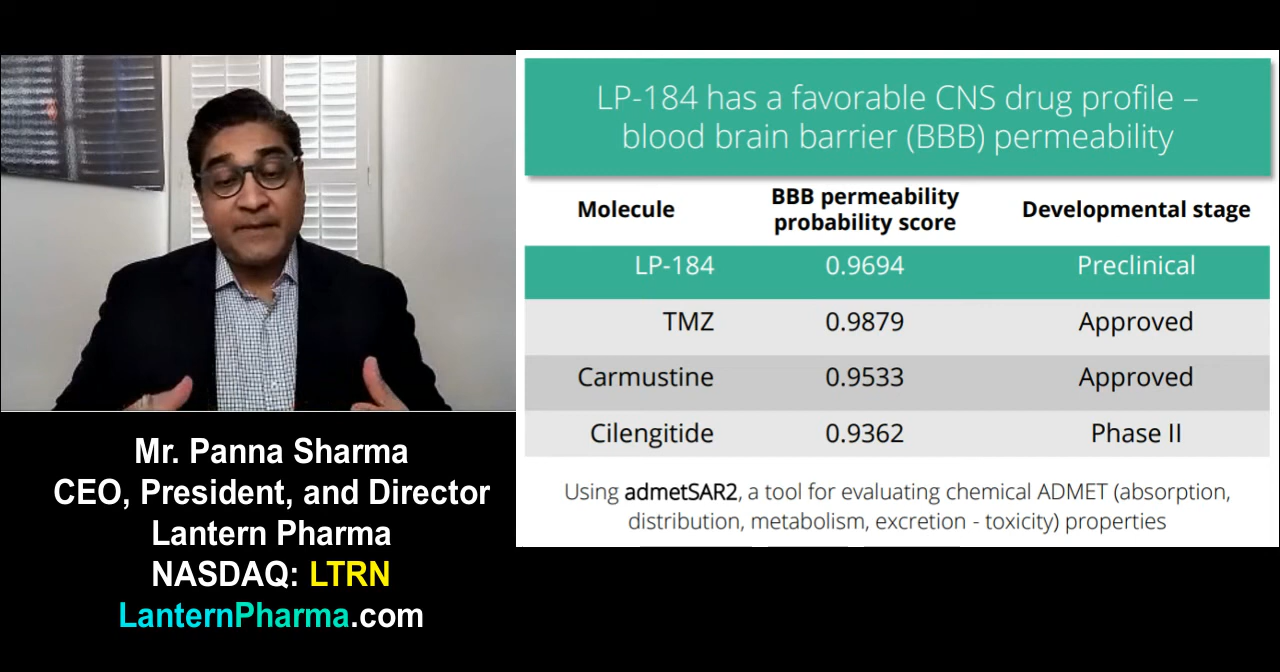 LP-184 has a favorable CNS drug profile –
blood brain barrier (BBB) permeability
Molecule
BBB permeability
probability score
Developmental stage
LP-184 0.9694 Preclinical
TMZ 0.9879 Approved
Carmustine 0.9533 Approved
Cilengitide 0.9362 Phase II
Using admetSAR2, a tool for evaluating chemical ADMET (absorption,
distribution, metabolism, excretion - toxicity) properties
Mr. Panna Sharma
CEO, President, and Director
Lantern Pharma
NASDAQ: LTRN
LanternPharma.com